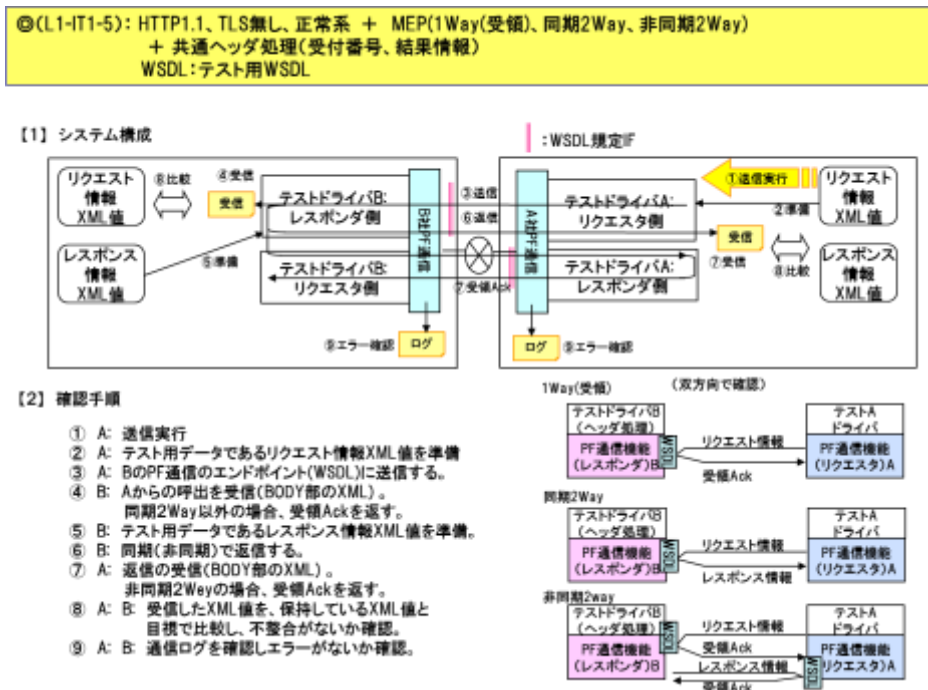 ◎(L1-IT1-5): HTTP1.1、TLS無し、正常系 + MEP(1Way(受領)、同期2Way、非同期2Way)
+ 共通ヘッダ処理(受付番号、結果情報)
WSDL:テスト用WSDL
【1】 システム構成
:WSDL規定IF
リクエスト
情報
XML値
⑧比較
④受信
受信
テストドライバB:
レスポンダ側
B社PF通信
③送信
⑥返信
A社PF通信
テストドライバA:
リクエスタ側
①送信実行
②準備
リクエスト
情報
XML値
レスポンス
情報
XML値
⑤準備
テストドライバB:
リクエスタ側
⑦受領Ack
テストドライバA:
レスポンダ側
受信
⑦受信
⑧比較
レスポンス
情報
XML値
⑨エラー確認
ログ
ログ
⑨エラー確認
【2】 確認手順
① A: 送信実行
② A: テスト用データであるリクエスト情報XML値を準備
③ A: BのPF通信のエンドポイント(WSDL)に送信する。
④ B: Aからの呼出を受信(BODY部のXML)。
同期2Way以外の場合、受領Ackを返す。
⑤ B: テスト用データであるレスポンス情報XML値を準備。
⑥ B: 同期(非同期)で返信する。
⑦ A: 返信の受信(BODY部のXML)。
非同期2Weyの場合、受領Ackを返す。
⑧ A: B: 受信したXML値を、保持しているXML値と
目視で比較し、不整合がないか確認。
⑨ A: B: 通信ログを確認しエラーがないか確認。
1Way(受領)
(双方向で確認)
テストドライバB
(ヘッダ処理)
PF通信機能
(レスポンダ)B
WSDL
リクエスト情報
受領Ack
テストA
ドライバ
PF通信機能
(リクエスタ)A
同期2Way
テストドライバB
(ヘッダ処理)
PF通信機能
(レスポンダ)B
WSDL
リクエスト情報
レスポンス情報
テストA
ドライバ
PF通信機能
(リクエスタ)A
非同期2way
テストドライバB
(ヘッダ処理)
PF通信機能
(レスポンダ)B
WSDL
リクエスト情報
受領Ack
レスポンス情報
受領Ack
テストA
ドライバ
PF通信機能
(リクエスタ)A
WSDL